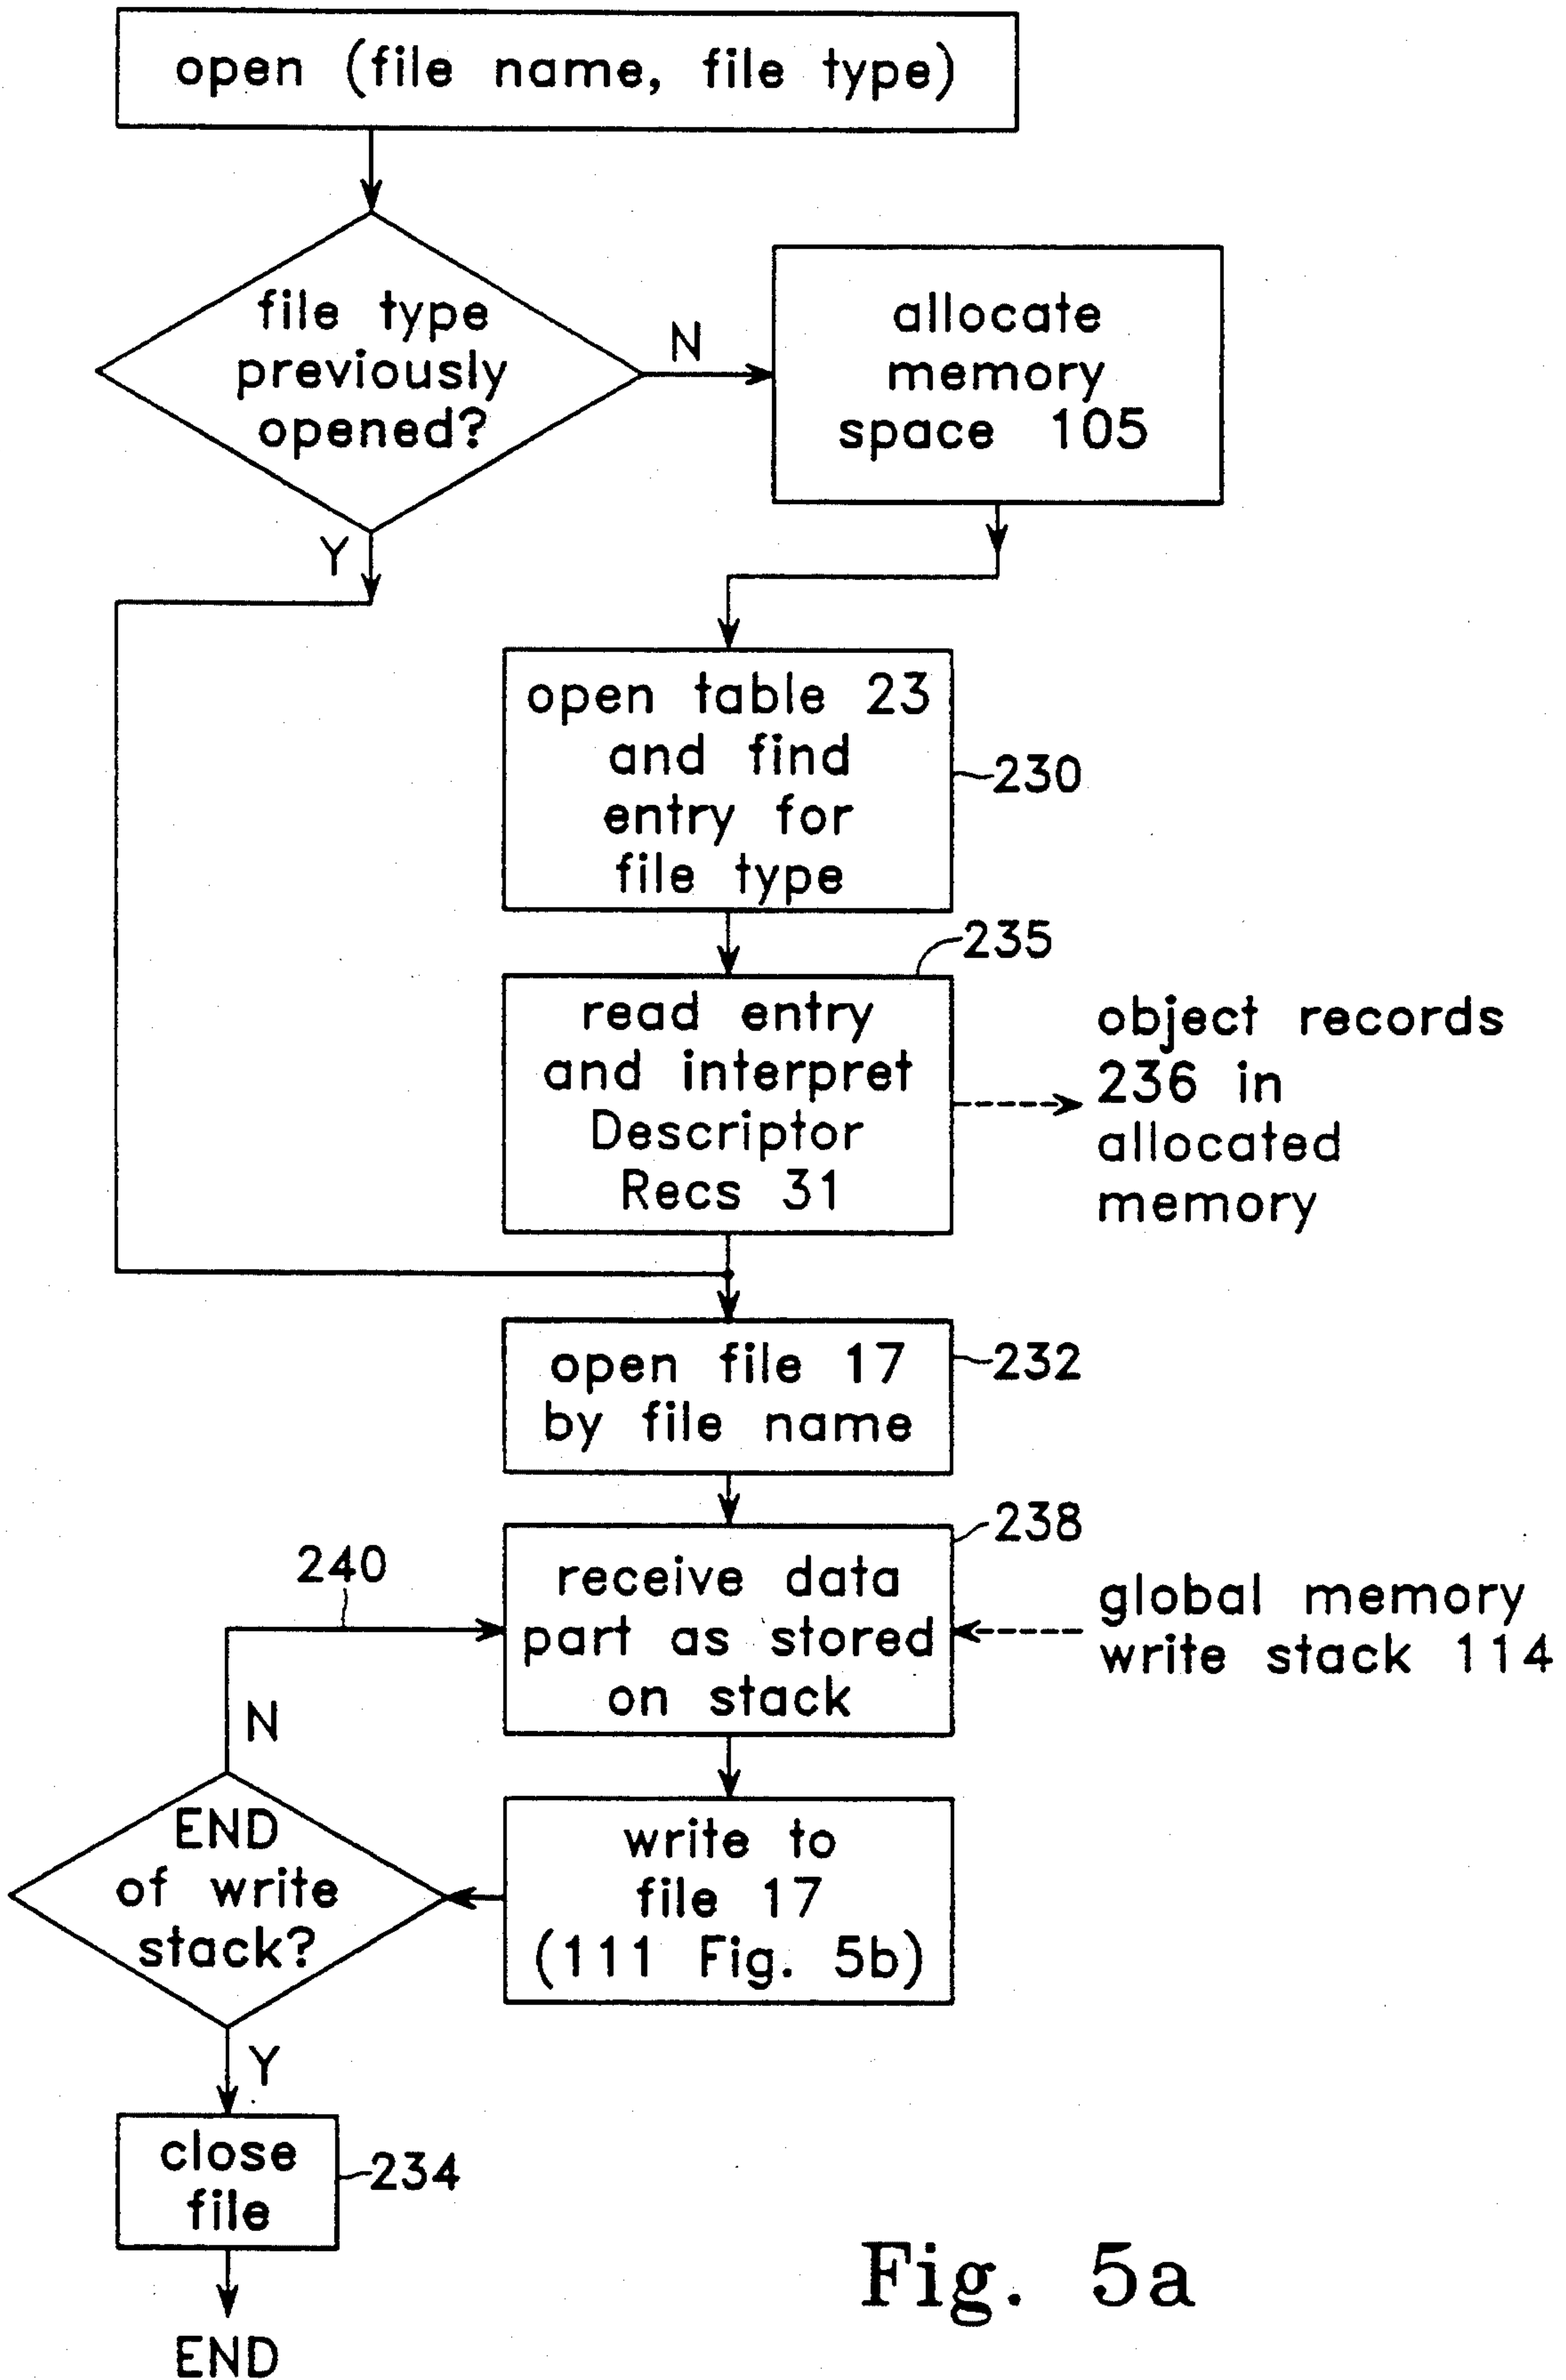 open (file name, file type)
file type
previously
opened?
N
allocate
memory
space 105
Y
open table 23
and find
entry for
file type
230
235
read entry
and interpret
Descriptor
Recs 31
object records
236 in
allocated
memory
open file 17
by file name
232
238
240
receive data
part as stored
on stack
global memory
write stack 114
N
END
of write
stack?
write to
file 17
(111 Fig. 5b)
Y
close
file
234
END
Fig. 5a